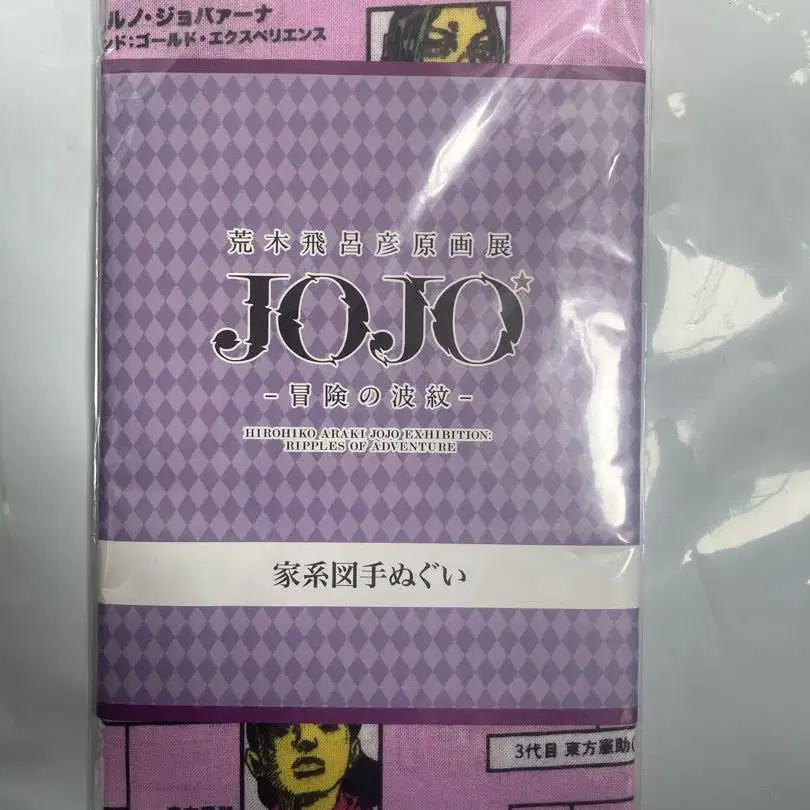 ルノ・ジョバァーナ
ンド:ゴールド・エクスペリエンス
荒木飛呂彦原画展
JOJO
-冒険の波紋-
HIROHIKO ARAKI JOJO EXHIBITION:
RIPPLES OF ADVENTURE
家系図手ぬぐい
3代目 東方憲助(